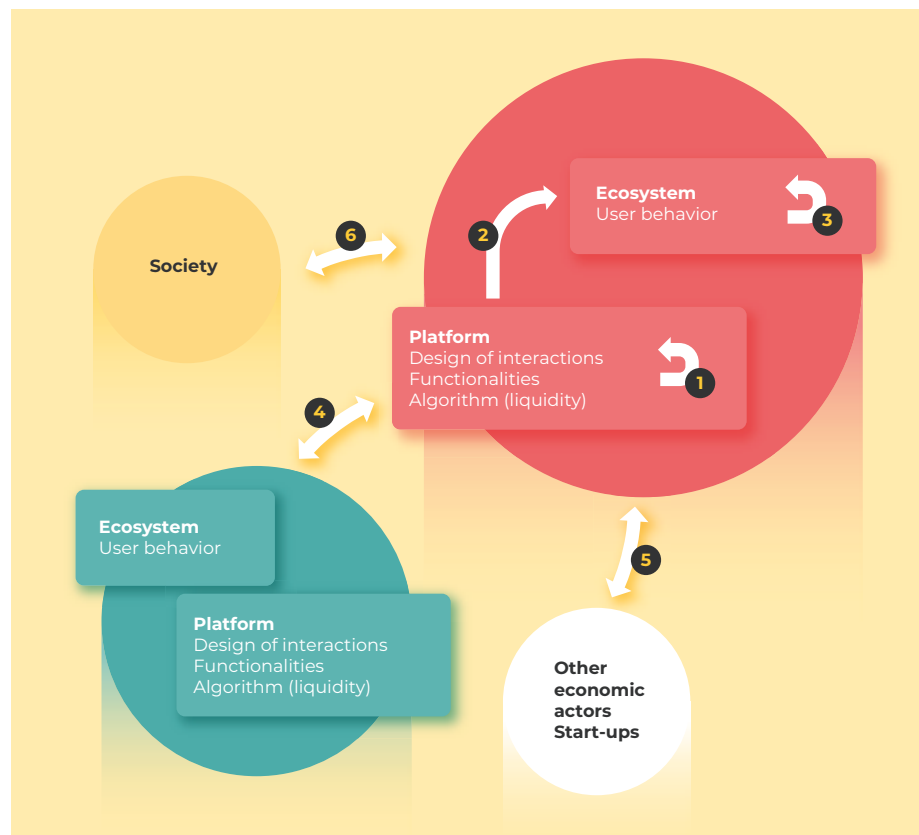 Ecosystem
User behavior
3
2
6
Society
Platform
Design of interactions
Functionalities
Algorithm (liquidity)
1
4
Ecosystem
User behavior
5
Platform
Design of interactions
Functionalities
Algorithm (liquidity)
Other
economic
actors
Start-ups